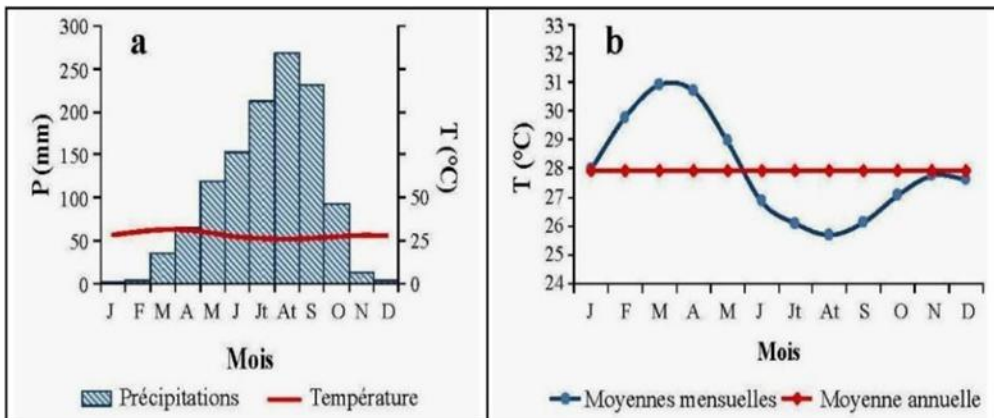 a
300
250
200
150
100
50
0
P (mm)
50
25
0
T (°C)
J F M A M J Jt At S O N D
Mois
Précipitations Température
b
33
32
31
30
29
28
27
26
25
24
T (°C)
J F M A M J Jt At S O N D
Mois
Moyennes mensuelles Moyenne annuelle